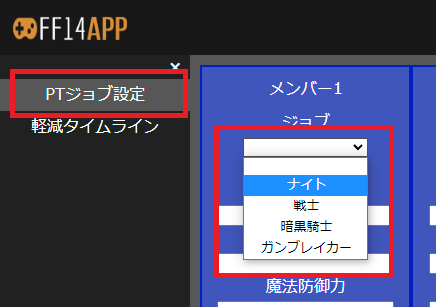 FF14APP
×
PTジョブ設定
軽減タイムライン
メンバー1
ジョブ
ナイト
戦士
暗黒騎士
ガンブレイカー
魔法防御力